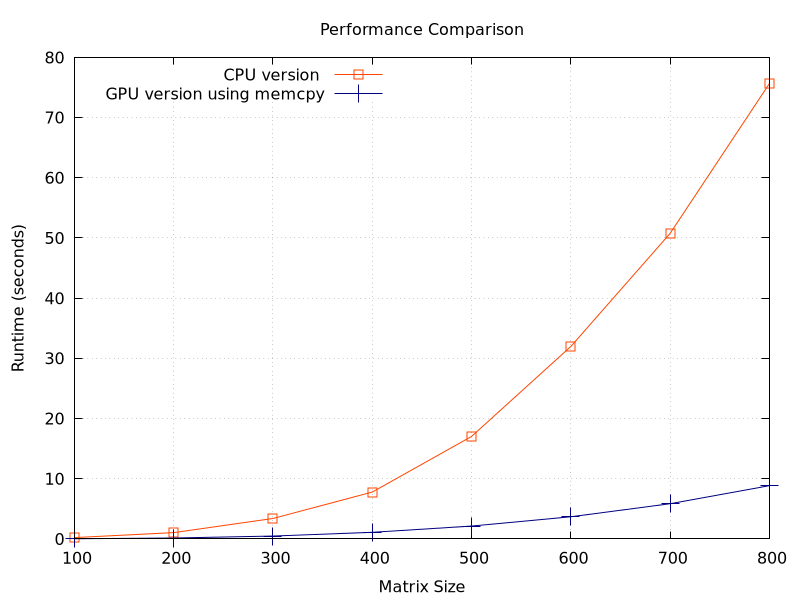 Performance Comparison
CPU version
GPU version using memcpy
80
70
60
50
40
30
20
10
0
Runtime (seconds)
100 200 300 400 500 600 700 800
Matrix Size